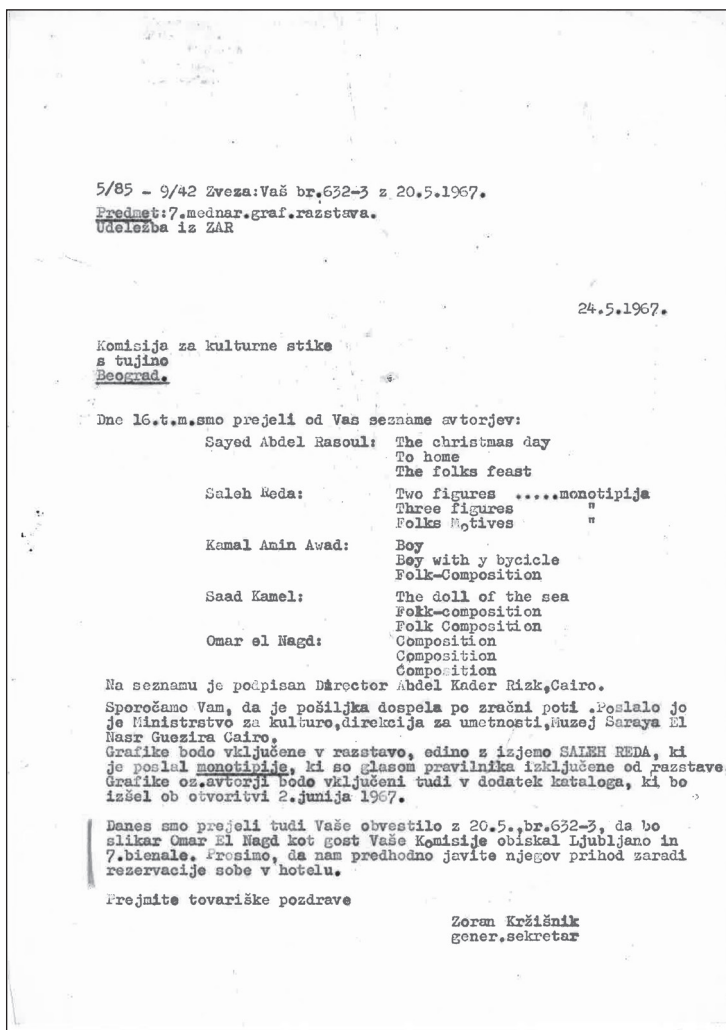 5/85 - 9/42 Zveza:Vaš br.632-3 z 20.5.1967.
Predmet:7.mednar.graf.razstava.
Udeležba iz ZAR
24.5.1967.
Komisija za kulturne stike
s tujino
Beograd.
Dne 16.t.m.smo prejeli od Vas sezname avtorjev:
Sayed Abdel Rasoul: The christmas day
To home
The folks feast
Saleh Reda: Two figures .....monotipija
Three figures "
Folks Motives "
Kamal Amin Awad: Boy
Boy with y bycicle
Folk-Composition
Saad Kamel: The doll of the sea
Folk-composition
Folk Composition
Omar el Nagd: Composition
Composition
Composition
Na seznamu je podpisan Director Abdel Kader Rizk,Cairo.
Sporočamo Vam, da je pošiljka dospela po zračni poti .Poslalo jo
je Ministrstvo za kulturo,direkcija za umetnosti,Muzej Saraya El
Nasr Guezira Cairo.
Grafike bodo vključene v razstavo, edino z izjemo SALEH REDA, ki
je poslal monotipije, ki so glasom pravilnika izključene od razstave
Grafike oz.avtorji bodo vključeni tudi v dodatek kataloga, ki bo
izšel ob otvoritvi 2.junija 1967.
Danes smo prejeli tudi Vaše obvestilo z 20.5.,br.632-3, da bo
slikar Omar El Nagd kot gost Vaše Komisije obiskal Ljubljano in
7.bienale. Prosimo, da nam predhodno javite njegov prihod zaradi
rezervacije sobe v hotelu.
Prejmite tovariške pozdrave
Zoran Kržišnik
gener.sekretar